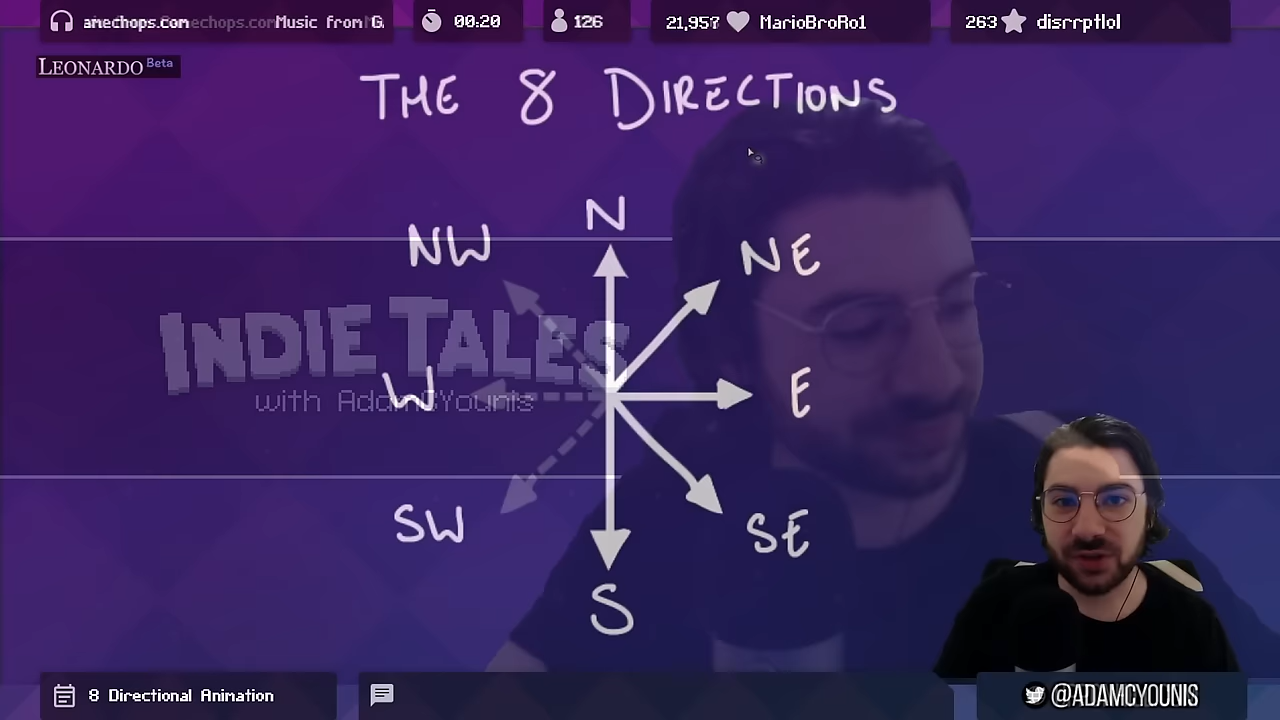 amechops.com Music from G.
00:20
126
21,957 MarioBroRo1
263 disrrptlol
LEONARDO Beta
THE 8 DIRECTIONS
N
NW
NE
INDIE TALES
W
E
with AdamCYounis
SW
SE
S
8 Directional Animation
@ADAMCYOUNIS